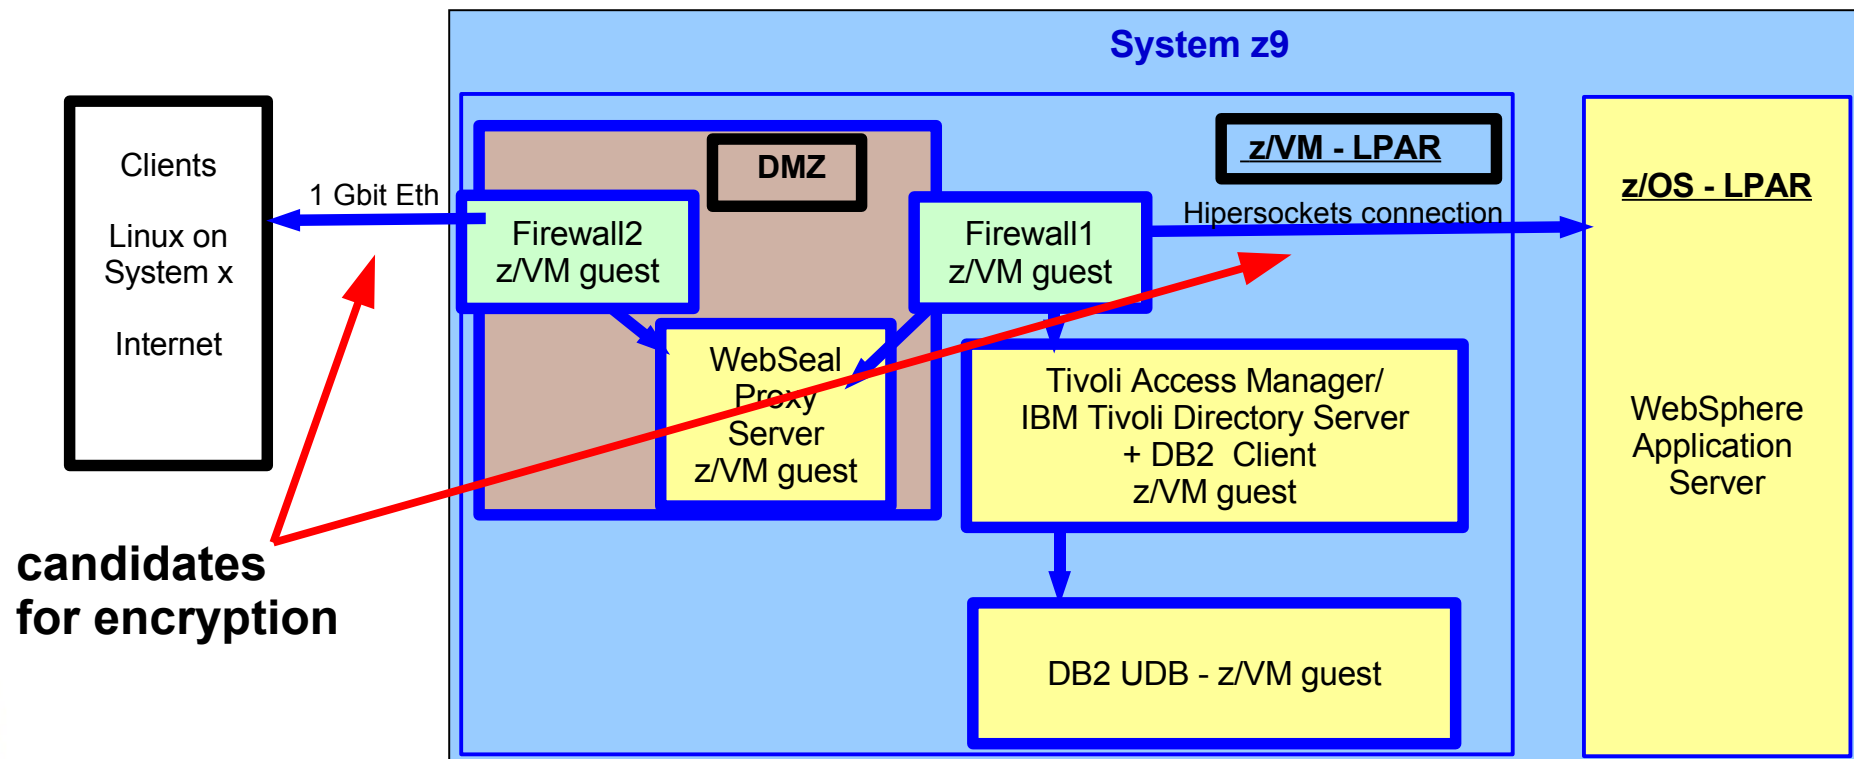 System z9
Clients
Linux on
System x
Internet
1 Gbit Eth
DMZ
Firewall2
z/VM guest
Firewall1
z/VM guest
z/VM - LPAR
Hipersockets connection
z/OS - LPAR
WebSeal
Proxy
Server
z/VM guest
Tivoli Access Manager/
IBM Tivoli Directory Server
+ DB2 Client
z/VM guest
WebSphere
Application
Server
candidates
for encryption
DB2 UDB - z/VM guest